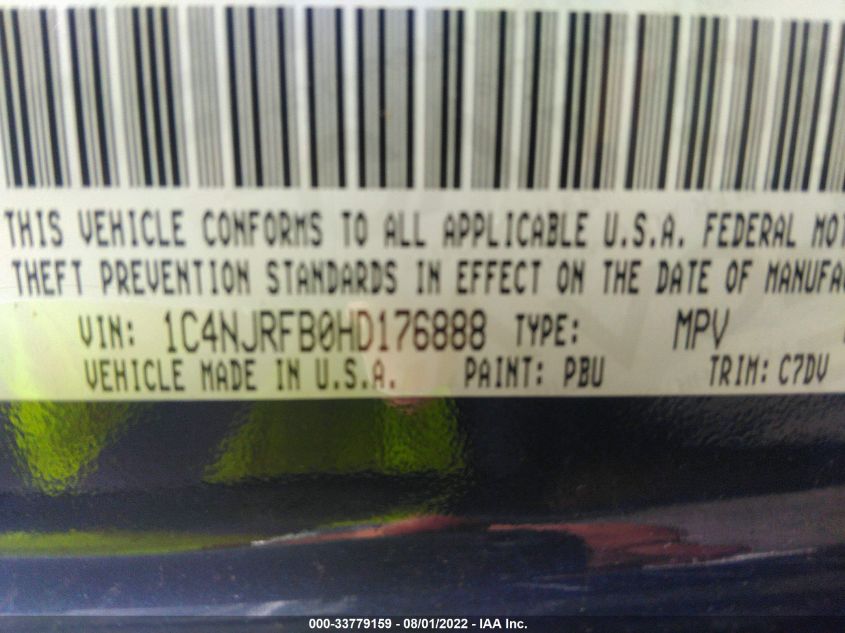 THIS VEHICLE CONFORMS TO ALL APPLICABLE U.S.A. FEDERAL
THEFT PREVENTION STANDARDS IN EFFECT ON THE DATE OF
VIN: 1C4NJRFB0HD176888 TYPE: MPV
VEHICLE MADE IN U.S.A. PAINT: PBU TRIM: C7DV
000-33779159 - 08/01/2022 - IAA Inc.